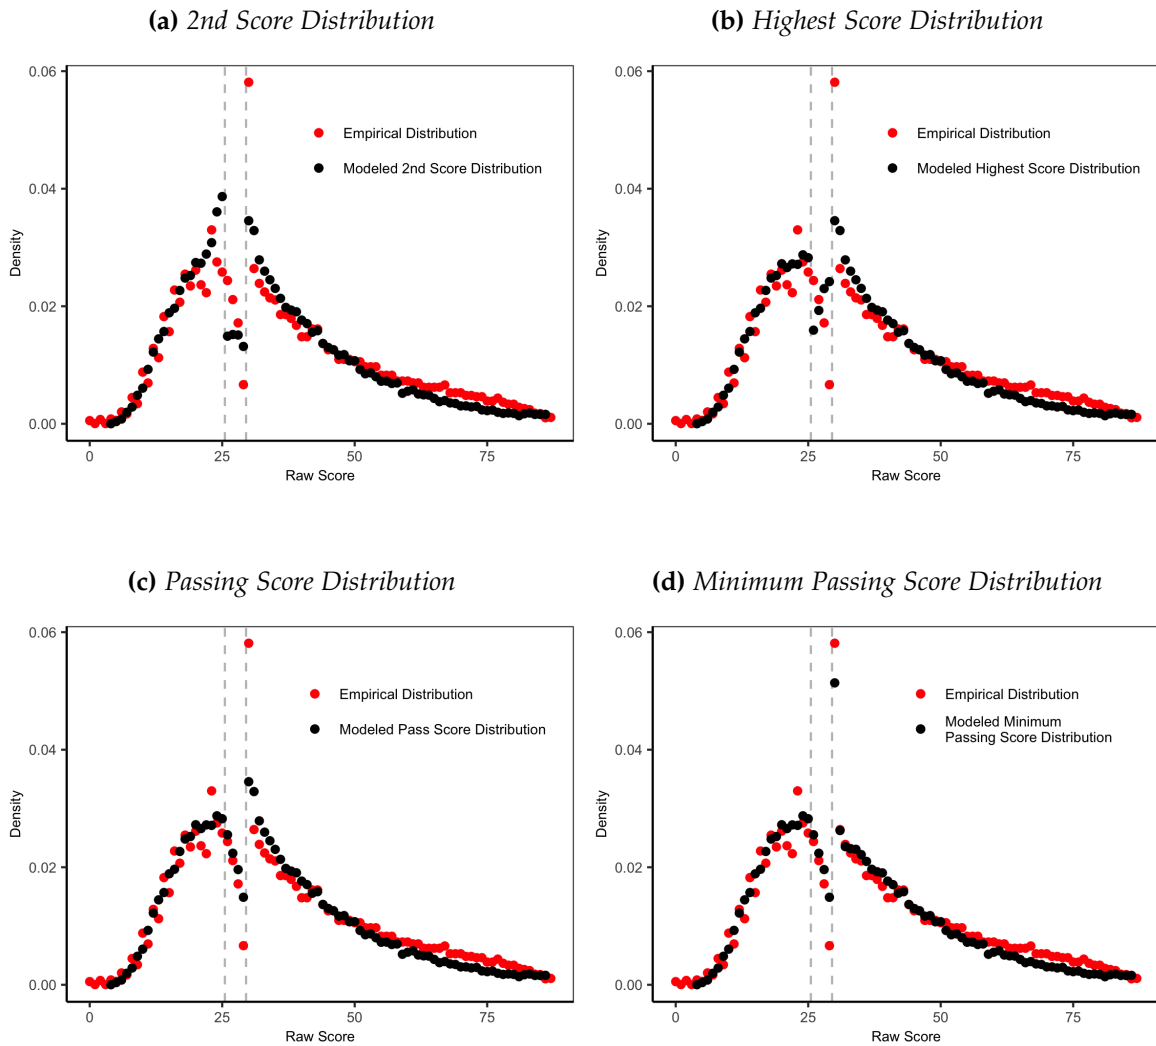 (a) 2nd Score Distribution
0.06
0.04
0.02
0.00
Density
Empirical Distribution
Modeled 2nd Score Distribution
0
25
50
75
Raw Score
(b) Highest Score Distribution
0.06
0.04
0.02
0.00
Density
Empirical Distribution
Modeled Highest Score Distribution
0
25
50
75
Raw Score
(c) Passing Score Distribution
0.06
0.04
0.02
0.00
Density
Empirical Distribution
Modeled Pass Score Distribution
0
25
50
75
Raw Score
(d) Minimum Passing Score Distribution
0.06
0.04
0.02
0.00
Density
Empirical Distribution
Modeled Minimum
Passing Score Distribution
0
25
50
75
Raw Score